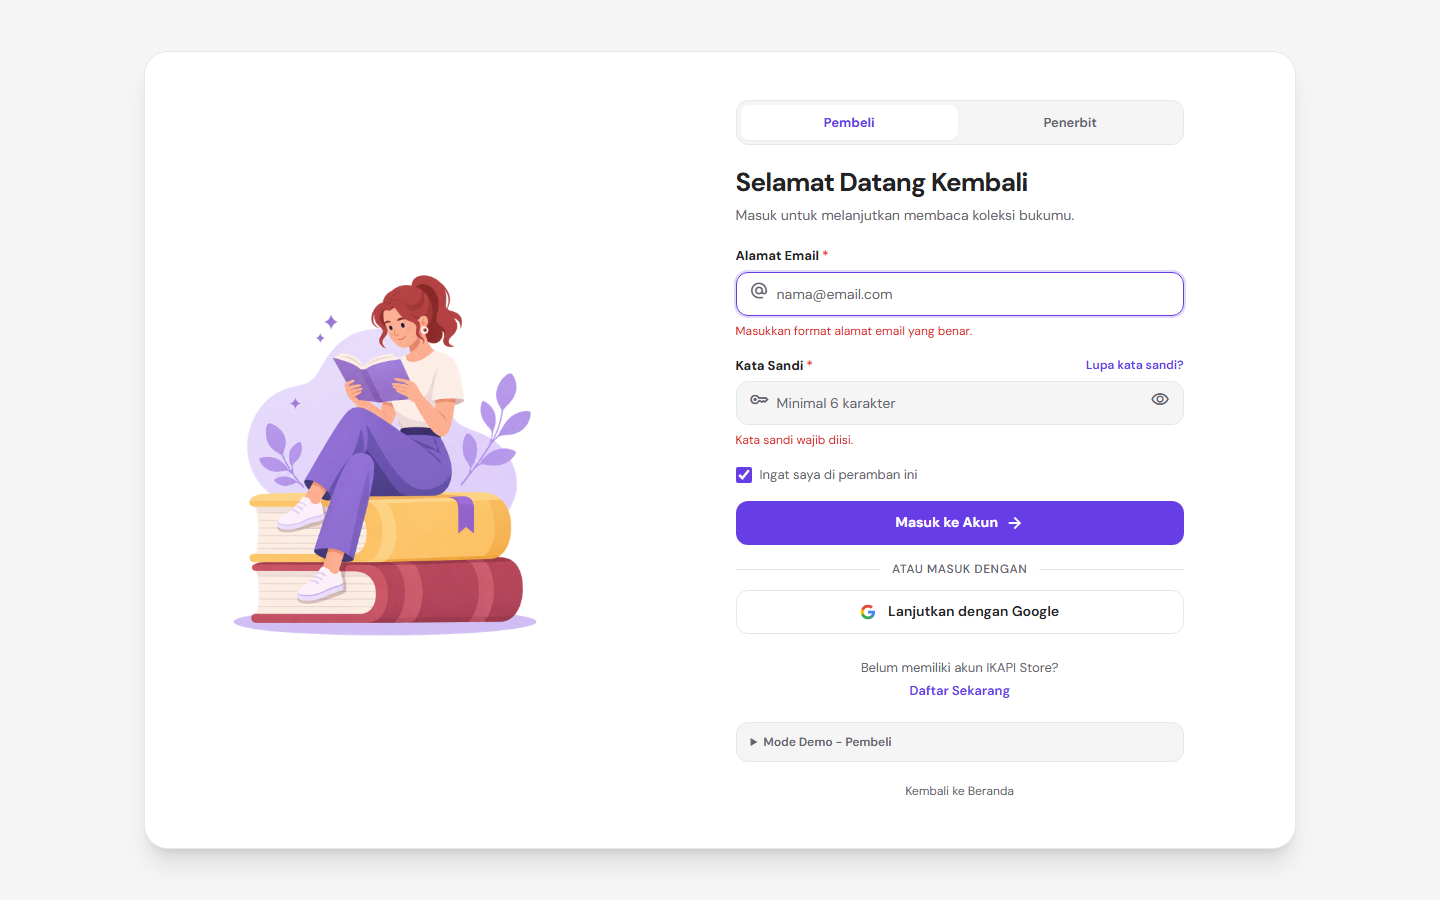 Pembeli
Penerbit
Selamat Datang Kembali
Masuk untuk melanjutkan membaca koleksi bukumu.
Alamat Email *
nama@email.com
Masukkan format alamat email yang benar.
Kata Sandi *
Lupa kata sandi?
Minimal 6 karakter
Kata sandi wajib diisi.
Ingat saya di peramban ini
Masuk ke Akun →
ATAU MASUK DENGAN
Lanjutkan dengan Google
Belum memiliki akun IKAPI Store?
Daftar Sekarang
Mode Demo - Pembeli
Kembali ke Beranda